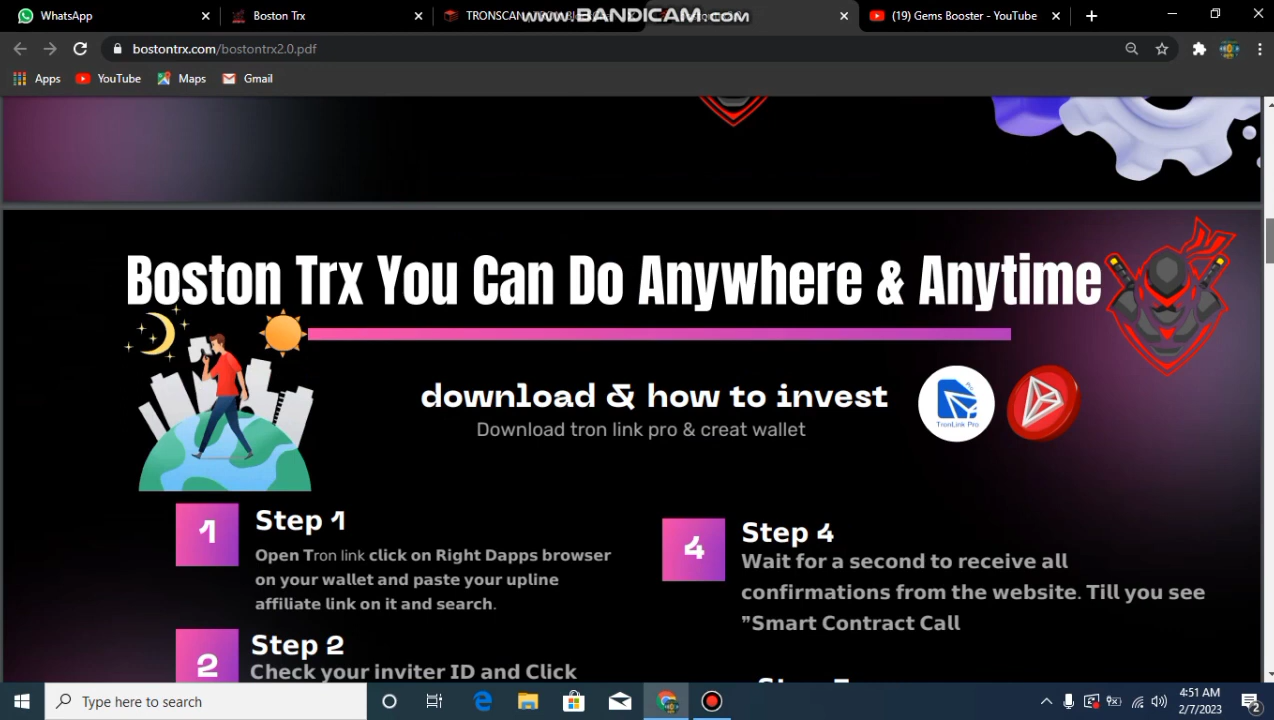 WhatsApp
Boston Trx
TRONSCAN
www.BANDICAM.com
(19) Gems Booster - YouTube
bostontrx.com/bostontrx2.0.pdf
Apps
YouTube
Maps
Gmail
Boston Trx You Can Do Anywhere & Anytime
download & how to invest
Download tron link pro & creat wallet
Pro
TronLink Pro
1
Step 1
Open Tron link click on Right Dapps browser
on your wallet and paste your upline
affiliate link on it and search.
2
Step 2
Check your inviter ID and Click
4
Step 4
Wait for a second to receive all
confirmations from the website. Till you see
"Smart Contract Call
Type here to search
4:51 AM
2/7/2023
2